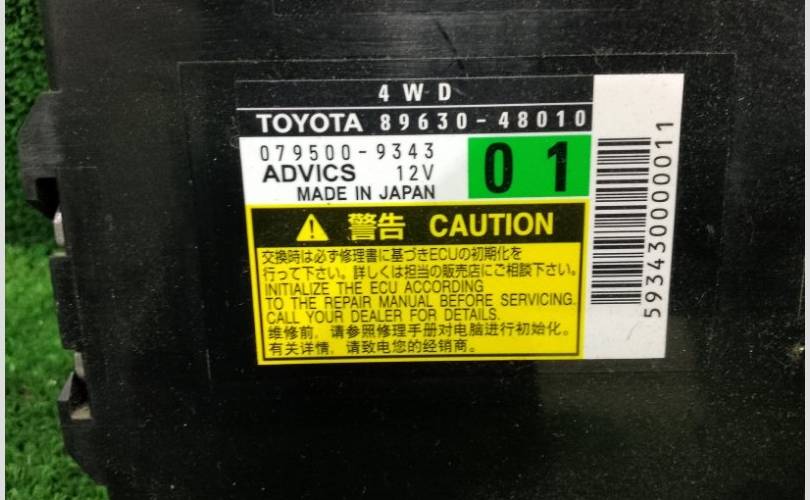 4WD
TOYOTA 89630-48010
079500-9343
ADVICS 12V
MADE IN JAPAN
01
警告 CAUTION
交換時は必ず修理書に基づきECUの初期化を
行って下さい。詳しくは担当の販売店にご相談下さい。
INITIALIZE THE ECU ACCORDING
TO THE REPAIR MANUAL BEFORE SERVICING.
CALL YOUR DEALER FOR DETAILS.
维修前，请参照修理手册对电脑进行初始化。
有关详情，请致电您的经销商。
59343000011